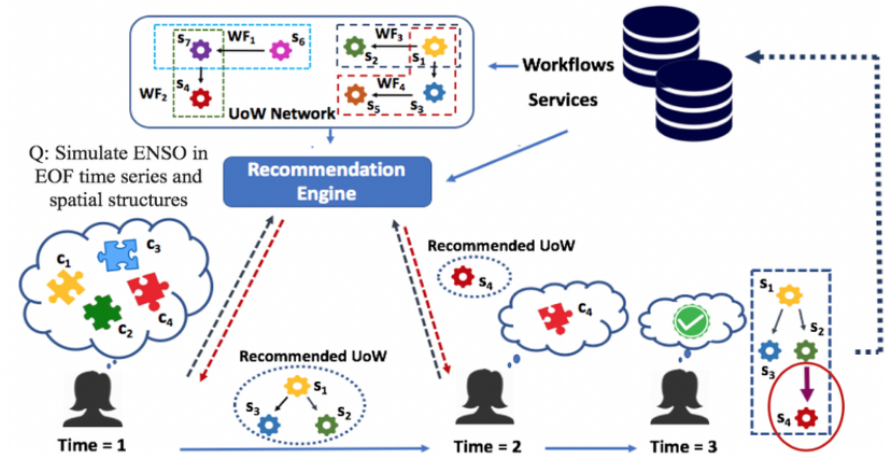 S7
WF1
S6
WF2
S4
WF3
S2
S1
WF4
S5
S3
UoW Network
Workflows
Services
Q: Simulate ENSO in
EOF time series and
spatial structures
Recommendation
Engine
C1
C3
C2
C4
Recommended UoW
S4
C4
Recommended UoW
S1
S3
S2
S1
S2
S3
S4
Time = 1
Time = 2
Time = 3